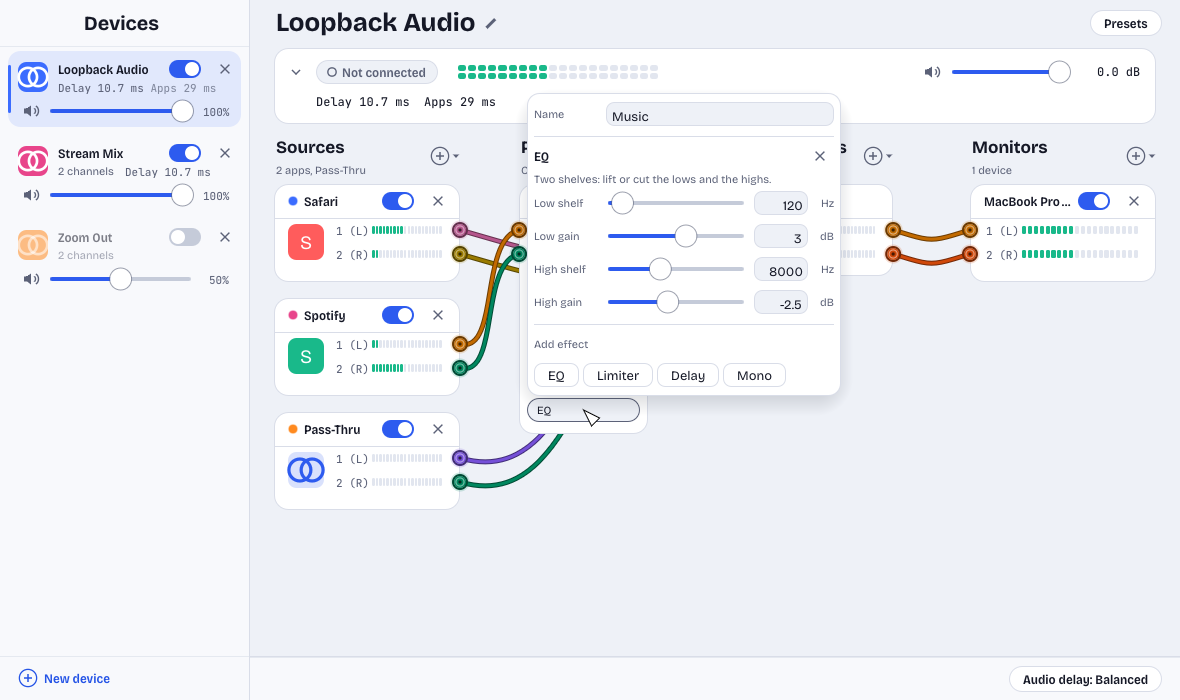 Devices
Loopback Audio
Delay 10.7 ms Apps 29 ms
100%
Stream Mix
2 channels Delay 10.7 ms
100%
Zoom Out
2 channels
50%
New device
Loopback Audio
Presets
Not connected
0.0 dB
Delay 10.7 ms Apps 29 ms
Sources
2 apps, Pass-Thru
Safari
S
1 (L)
2 (R)
Spotify
S
1 (L)
2 (R)
Pass-Thru
1 (L)
2 (R)
Name
Music
EQ
Two shelves: lift or cut the lows and the highs.
Low shelf 120 Hz
Low gain 3 dB
High shelf 8000 Hz
High gain -2.5 dB
Add effect
EQ Limiter Delay Mono
EQ
Monitors
1 device
MacBook Pro...
1 (L)
2 (R)
Audio delay: Balanced